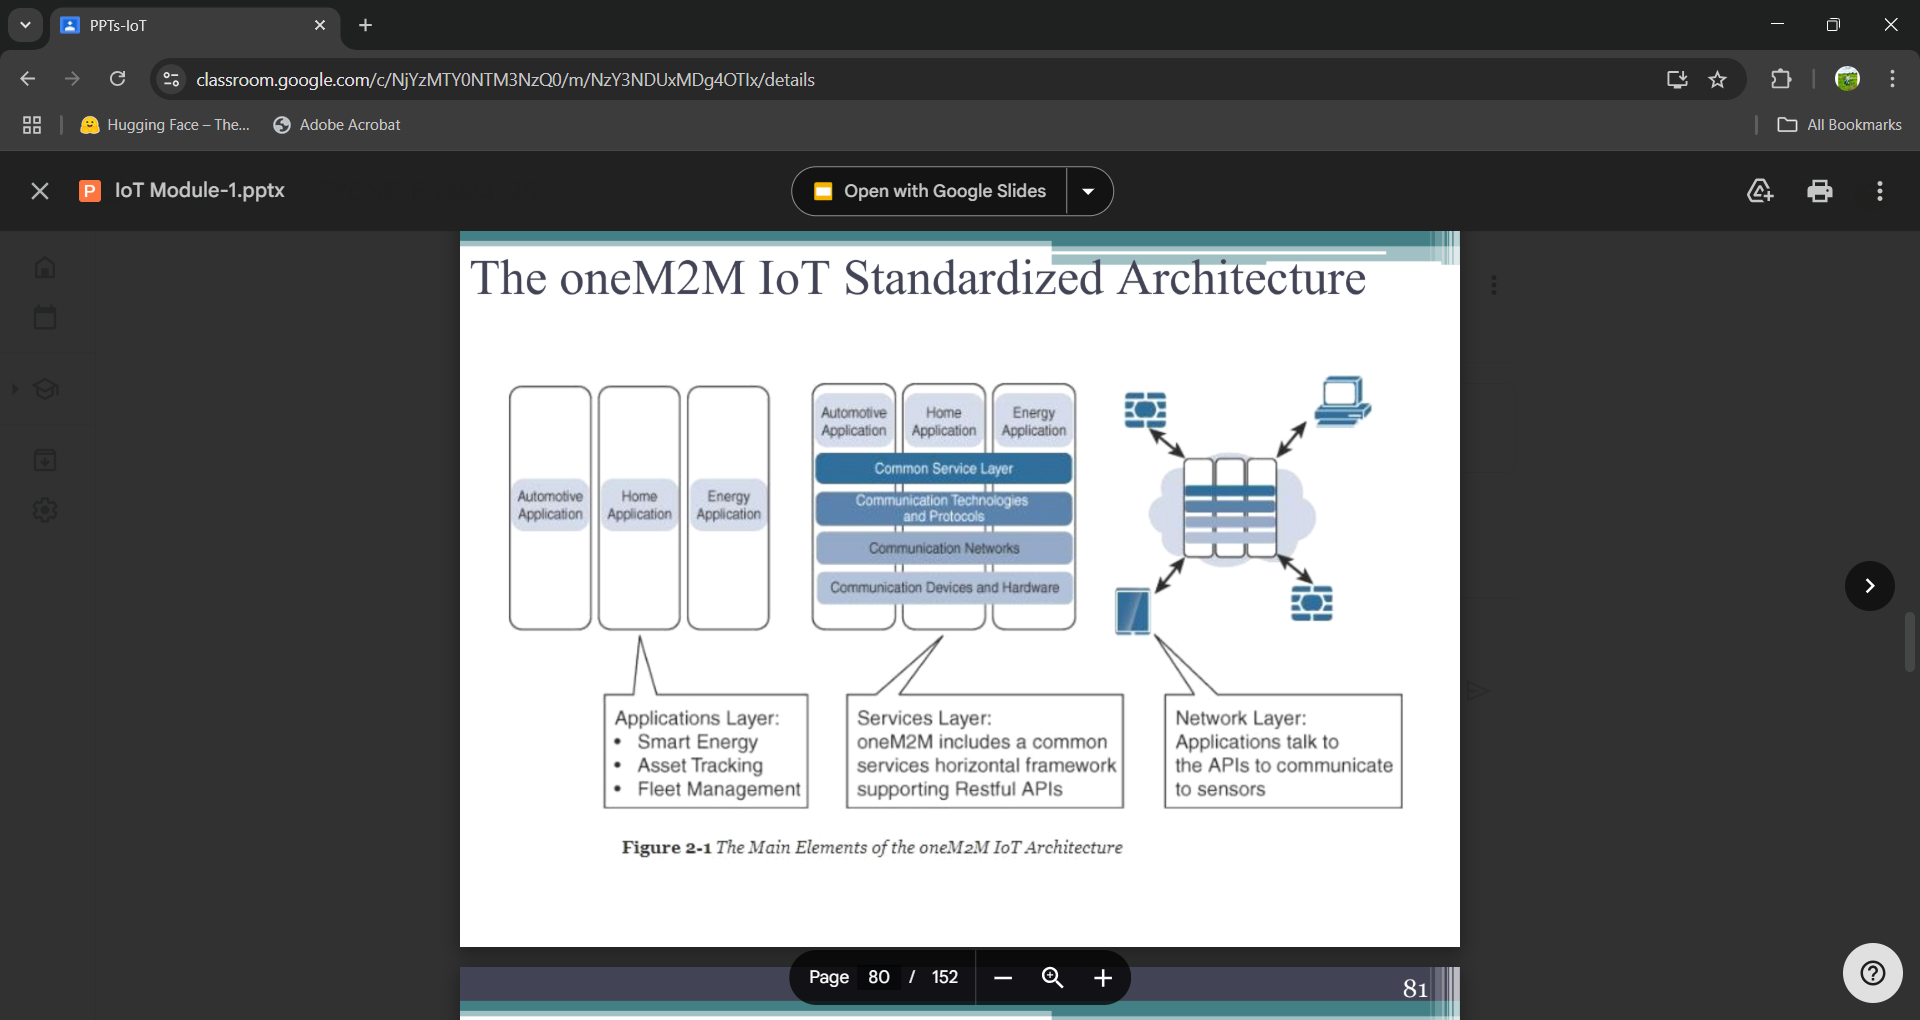 PPTs-IoT
classroom.google.com/c/NjYzMTY0NTM3NzQ0/m/NzY3NDUxMDg4OTIx/details
Hugging Face – The...
Adobe Acrobat
All Bookmarks
P
IoT Module-1.pptx
Open with Google Slides
The oneM2M IoT Standardized Architecture
Automotive
Application
Home
Application
Energy
Application
Automotive
Application
Home
Application
Energy
Application
Common Service Layer
Communication Technologies
and Protocols
Communication Networks
Communication Devices and Hardware
Applications Layer:
• Smart Energy
• Asset Tracking
• Fleet Management
Services Layer:
oneM2M includes a common
services horizontal framework
supporting Restful APIs
Network Layer:
Applications talk to
the APIs to communicate
to sensors
Figure 2-1 The Main Elements of the oneM2M IoT Architecture
Page 80 / 152
81